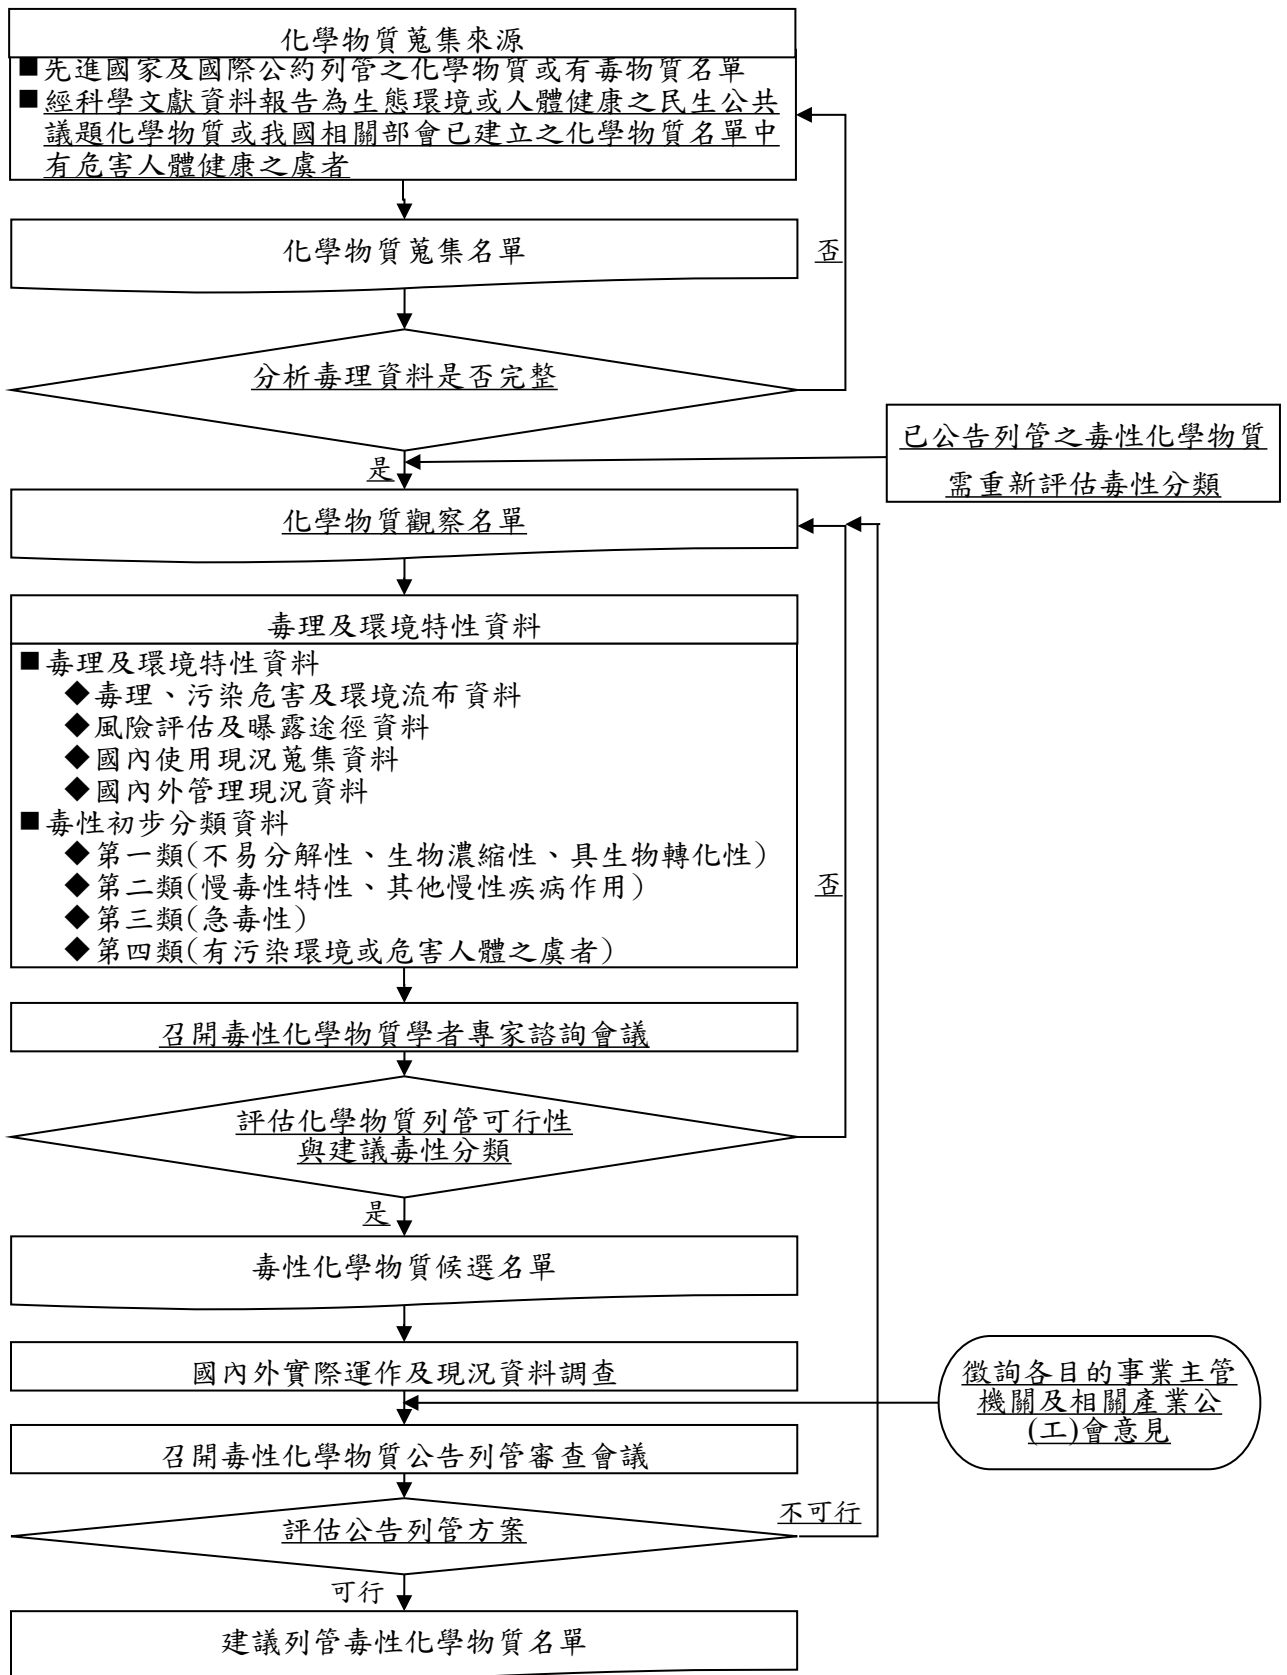 化學物質蒐集來源
■先進國家及國際公約列管之化學物質或有毒物質名單
■經科學文獻資料報告為生態環境或人體健康之民生公共
議題化學物質或我國相關部會已建立之化學物質名單中
有危害人體健康之虞者
化學物質蒐集名單
否
分析毒理資料是否完整
已公告列管之毒性化學物質
需重新評估毒性分類
是
化學物質觀察名單
毒理及環境特性資料
■毒理及環境特性資料
◆毒理、污染危害及環境流布資料
◆風險評估及曝露途徑資料
◆國內使用現況蒐集資料
◆國內外管理現況資料
■毒性初步分類資料
◆第一類(不易分解性、生物濃縮性、具生物轉化性)
◆第二類(慢毒性特性、其他慢性疾病作用)
◆第三類(急毒性)
◆第四類(有污染環境或危害人體之虞者)
否
召開毒性化學物質學者專家諮詢會議
評估化學物質列管可行性
與建議毒性分類
是
毒性化學物質候選名單
國內外實際運作及現況資料調查
徵詢各目的事業主管
機關及相關產業公
(工)會意見
召開毒性化學物質公告列管審查會議
不可行
評估公告列管方案
可行
建議列管毒性化學物質名單